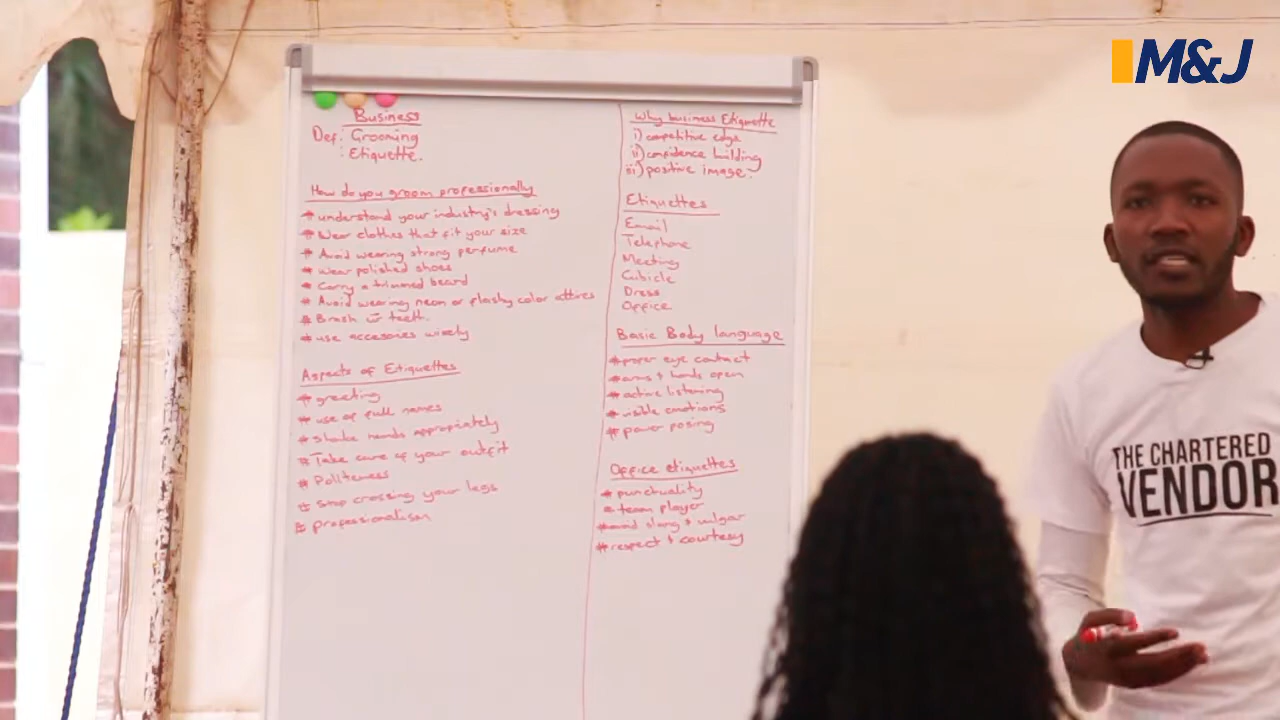 Business
Def: Grooming
: Etiquette.
How do you groom professionally
* understand your industry's dressing
* Wear clothes that fit your size
* Avoid wearing strong perfume
* Wear polished shoes
* Carry a trimmed beard
* Avoid wearing neon or flashy color attires
* Brush ur teeth.
* use accesories wisely
Aspects of Etiquettes
* greeting
* use of full names
* shake hands appropriately
* Take care of your outfit
* Politeness
* stop crossing your legs
* professionalism
Why business Etiquette
i) competitive edge
ii) confidence building
iii) positive image.
Etiquettes
Email
Telephone
Meeting
Cubicle
Dress
Office
Basic Body language
* proper eye contact
* arms & hands open
* active listening
* visible emotions
* power posing
Office etiquettes
* punctuality
* team player
* avoid slang & vulgar
* respect & courtesy
M&J
THE CHARTERED
VENDOR